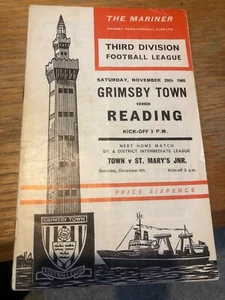 THE MARINER
GRIMSBY TOWN FOOTBALL CLUB LTD
THIRD DIVISION
FOOTBALL LEAGUE
SATURDAY, NOVEMBER 20th 1965
GRIMSBY TOWN
versus
READING
KICK-OFF 3 P.M.
NEXT HOME MATCH
GY. & DISTRICT INTERMEDIATE LEAGUE
TOWN v ST. MARY'S JNR.
Saturday, December 4th Kick-off 3 p.m.
PRICE SIXPENCE
GRIMSBY TOWN